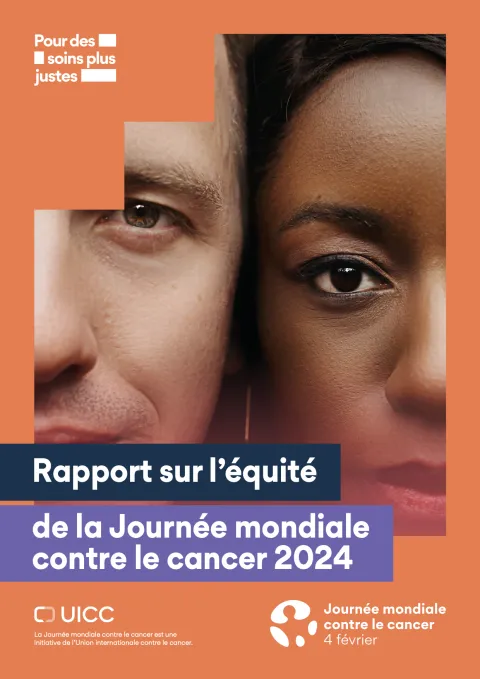 Pour des
soins plus
justes
Rapport sur l'équité
de la Journée mondiale
contre le cancer 2024
UICC
La Journée mondiale contre le cancer est une
initiative de l'Union internationale contre le cancer.
Journée mondiale
contre le cancer
4 février